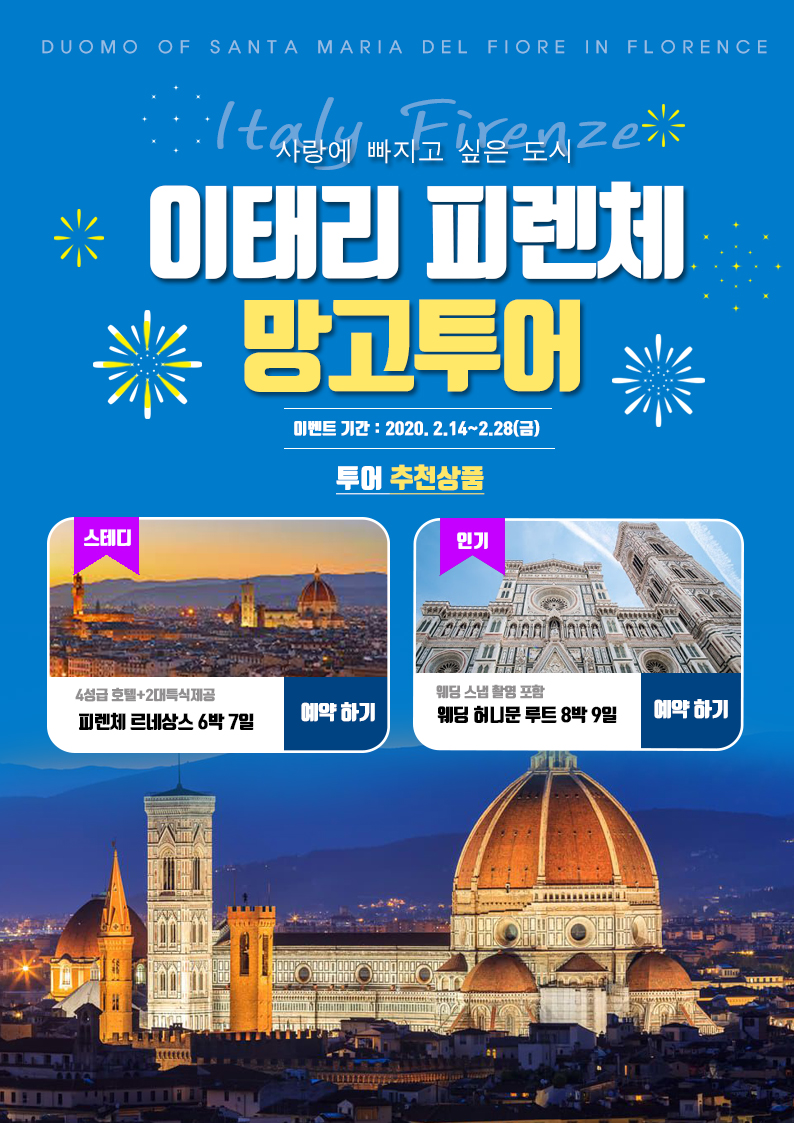 DUOMO OF SANTA MARIA DEL FIORE IN FLORENCE
Italy Firenze
사랑에 빠지고 싶은 도시
이태리 피렌체
망고투어
이벤트 기간 : 2020. 2.14~2.28(금)
투어 추천상품
스테디
4성급 호텔+2대특식제공
피렌체 르네상스 6박 7일
예약 하기
인기
웨딩 스냅 촬영 포함
웨딩 허니문 루트 8박 9일
예약 하기